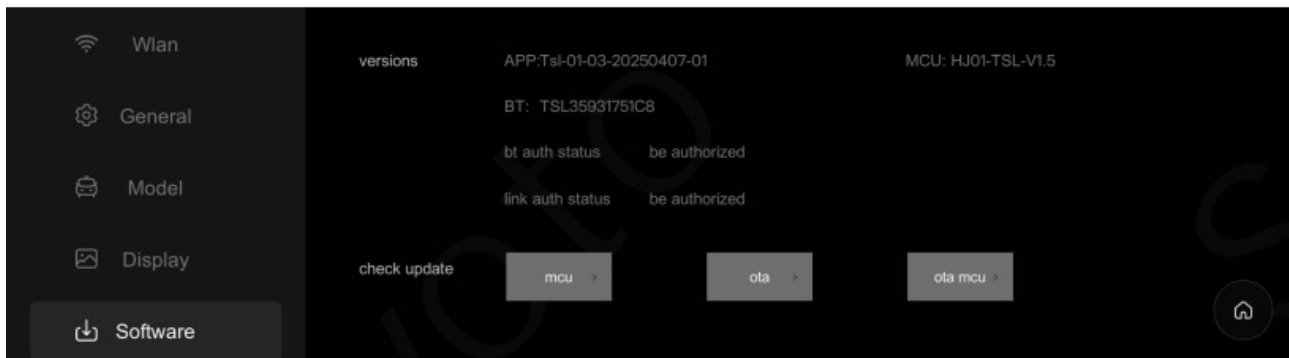 Wlan
General
Model
Display
Software
versions
APP:Tsl-01-03-20250407-01
MCU: HJ01-TSL-V1.5
BT: TSL35931751C8
bt auth status be authorized
link auth status be authorized
check update
mcu >
ota >
ota mcu >